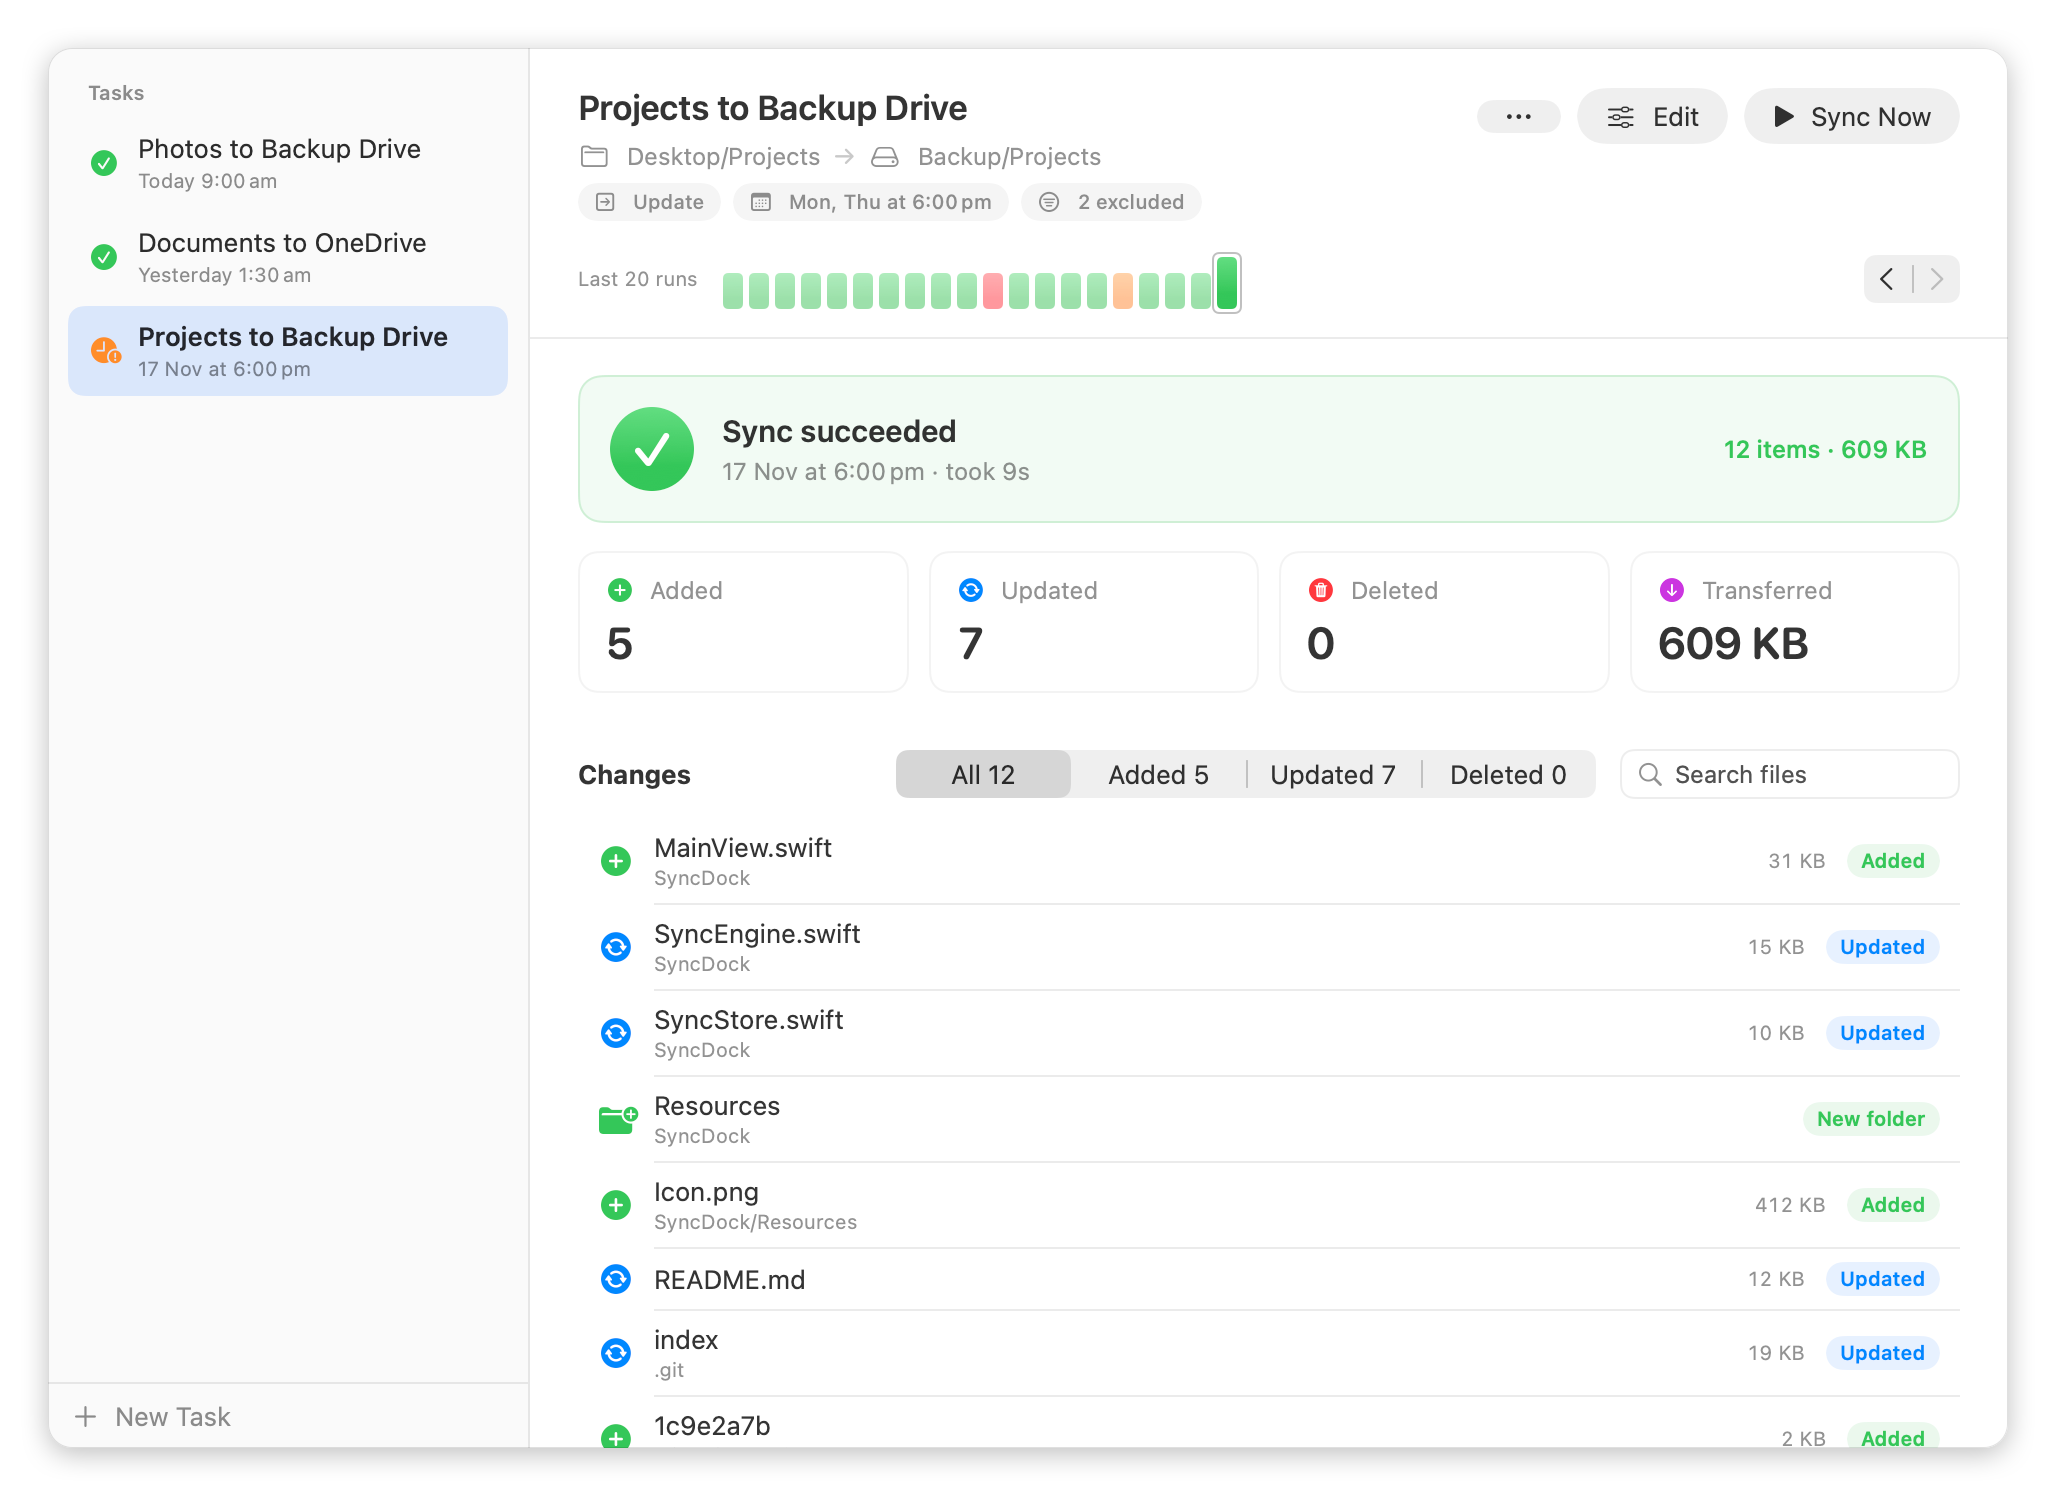 Tasks
Photos to Backup Drive
Today 9:00 am
Documents to OneDrive
Yesterday 1:30 am
Projects to Backup Drive
17 Nov at 6:00 pm
New Task
Projects to Backup Drive
Edit
Sync Now
Desktop/Projects → Backup/Projects
Update
Mon, Thu at 6:00 pm
2 excluded
Last 20 runs
Sync succeeded
17 Nov at 6:00 pm · took 9s
12 items · 609 KB
Added
5
Updated
7
Deleted
0
Transferred
609 KB
Changes
All 12
Added 5
Updated 7
Deleted 0
Search files
MainView.swift
SyncDock
31 KB Added
SyncEngine.swift
SyncDock
15 KB Updated
SyncStore.swift
SyncDock
10 KB Updated
Resources
SyncDock
New folder
Icon.png
SyncDock/Resources
412 KB Added
README.md
12 KB Updated
index
.git
19 KB Updated
1c9e2a7b
2 KB Added